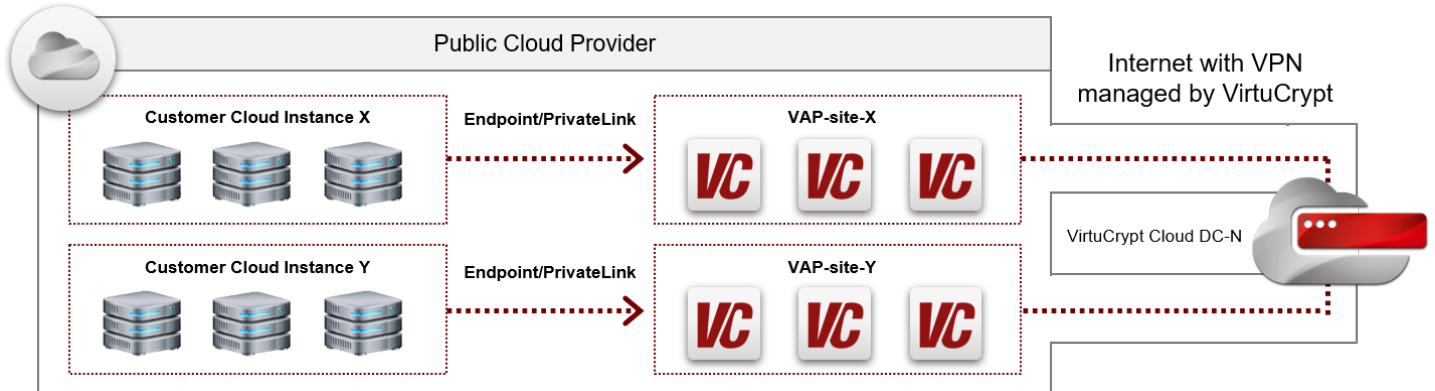 Public Cloud Provider
Internet with VPN
managed by VirtuCrypt
Customer Cloud Instance X
Endpoint/PrivateLink
VAP-site-X
VC VC VC
VirtuCrypt Cloud DC-N
Customer Cloud Instance Y
Endpoint/PrivateLink
VAP-site-Y
VC VC VC